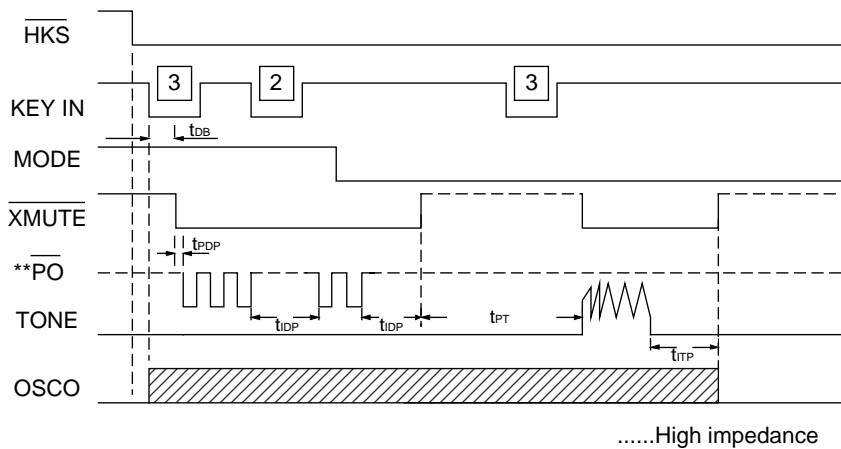 HKS
3 2 3
KEY IN
tDB
MODE
XMUTE
tPDP
**PO
TONE
tIDP tIDP tPT tITP
OSCO
......High impedance